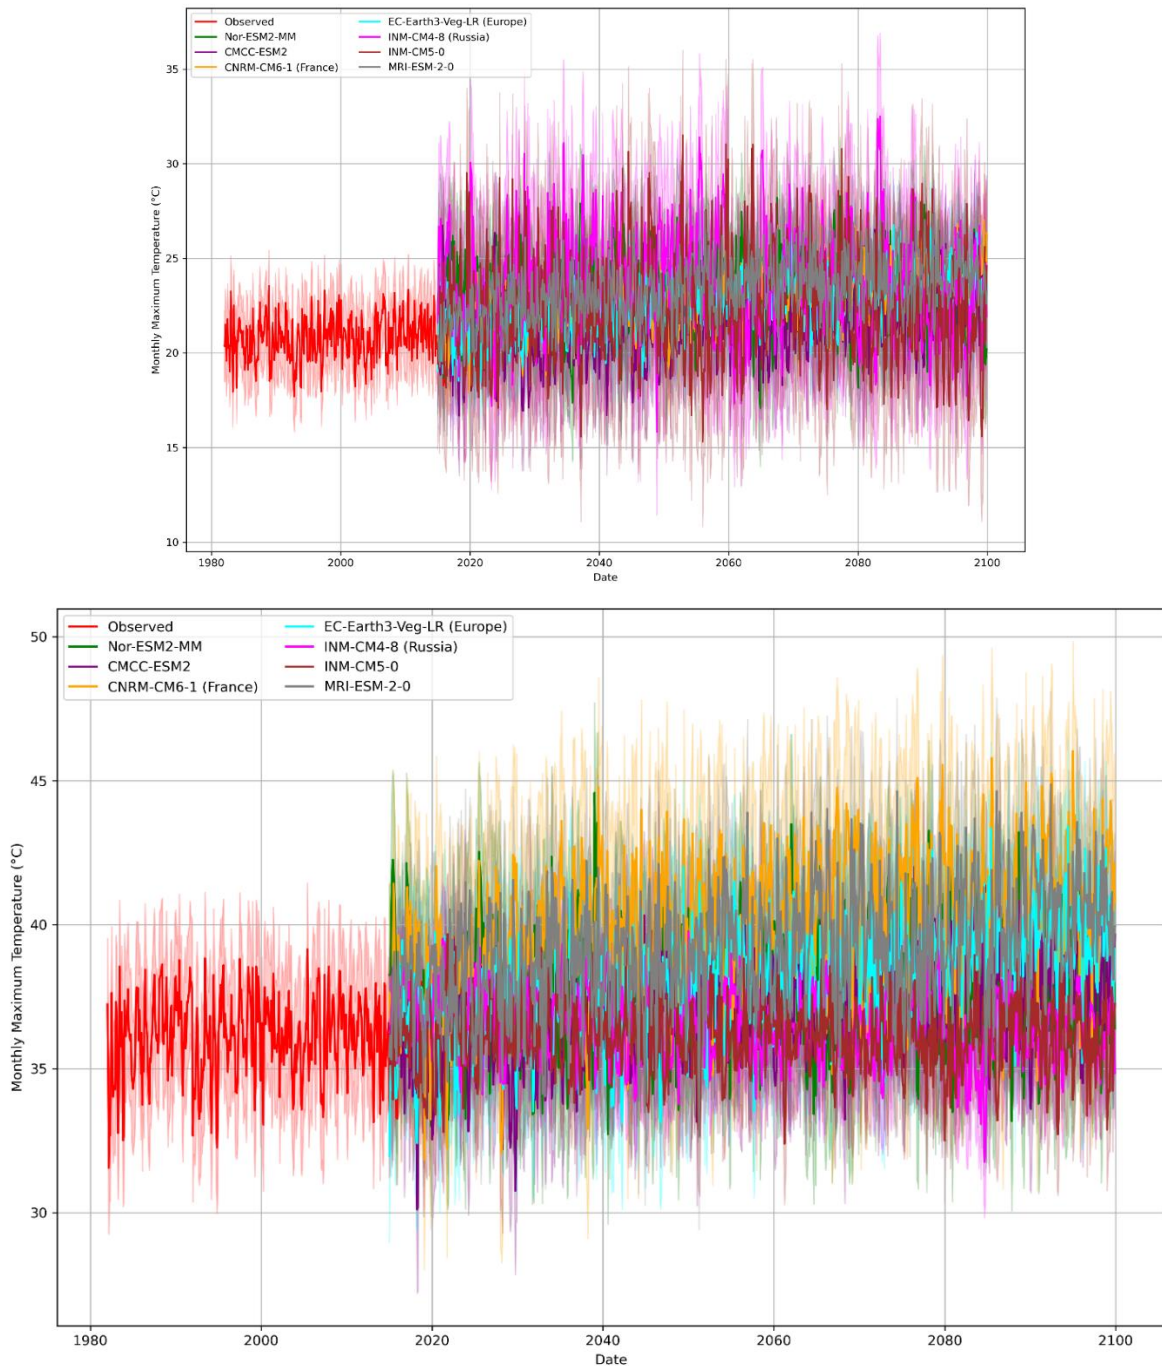 Observed
Nor-ESM2-MM
CMCC-ESM2
CNRM-CM6-1 (France)
EC-Earth3-Veg-LR (Europe)
INM-CM4-8 (Russia)
INM-CM5-0
MRI-ESM-2-0
Monthly Maximum Temperature (°C)
35
30
25
20
15
10
1980
2000
2020
2040
2060
2080
2100
Date
Observed
Nor-ESM2-MM
CMCC-ESM2
CNRM-CM6-1 (France)
EC-Earth3-Veg-LR (Europe)
INM-CM4-8 (Russia)
INM-CM5-0
MRI-ESM-2-0
Monthly Maximum Temperature (°C)
50
45
40
35
30
1980
2000
2020
2040
2060
2080
2100
Date